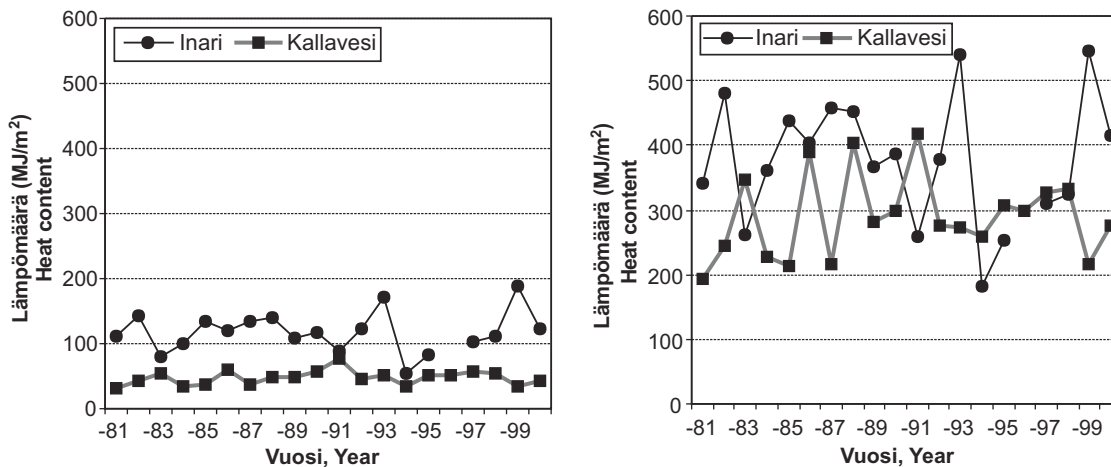 600
500
400
300
200
100
0
Lämpömäärä (MJ/m²)
Heat content
Inari Kallavesi
-81 -83 -85 -87 -89 -91 -93 -95 -97 -99
Vuosi, Year
600
500
400
300
200
100
0
Lämpömäärä (MJ/m²)
Heat content
Inari Kallavesi
-81 -83 -85 -87 -89 -91 -93 -95 -97 -99
Vuosi, Year